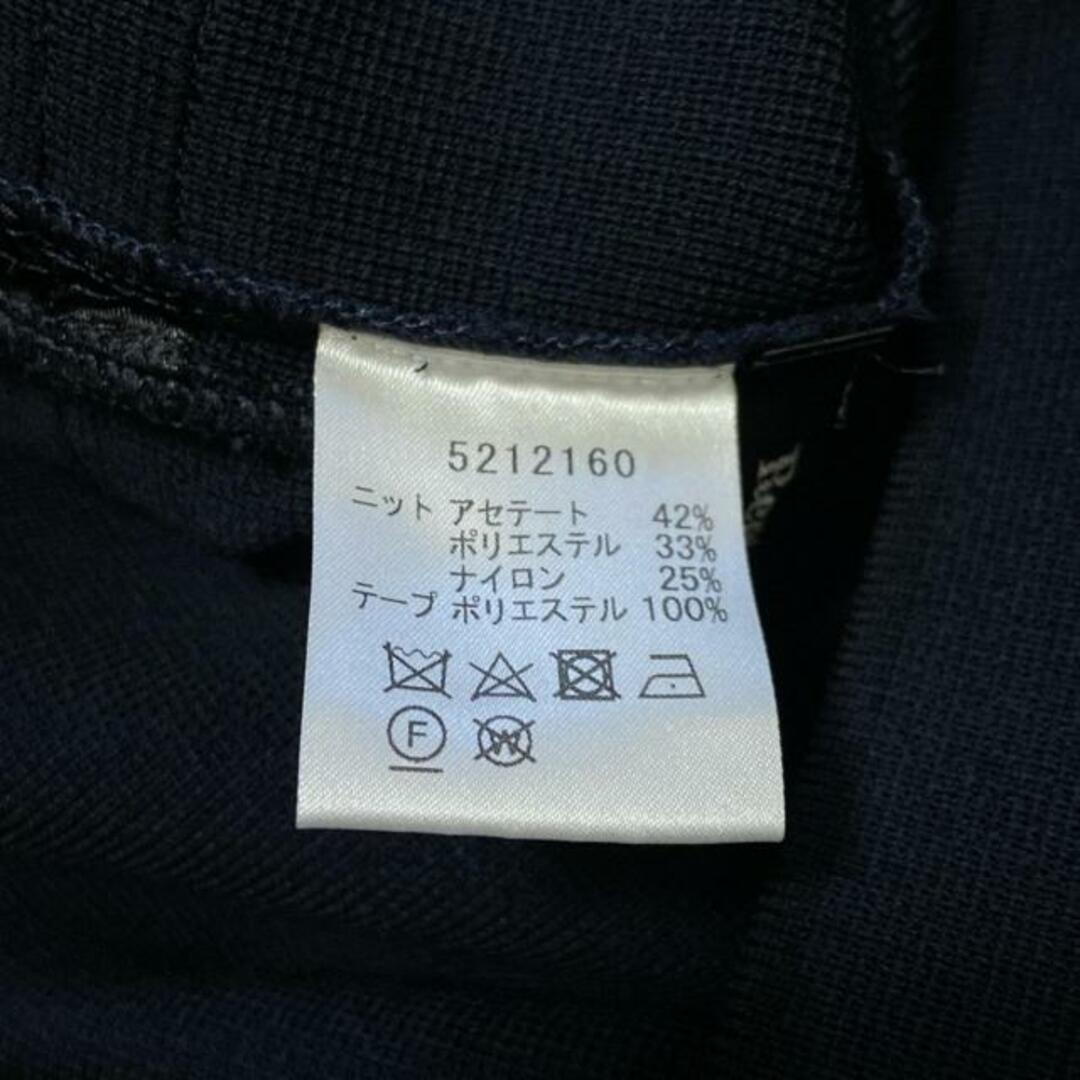 5212160
ニット アセテート 42%
ポリエステル 33%
ナイロン 25%
テープ ポリエステル 100%
F
W